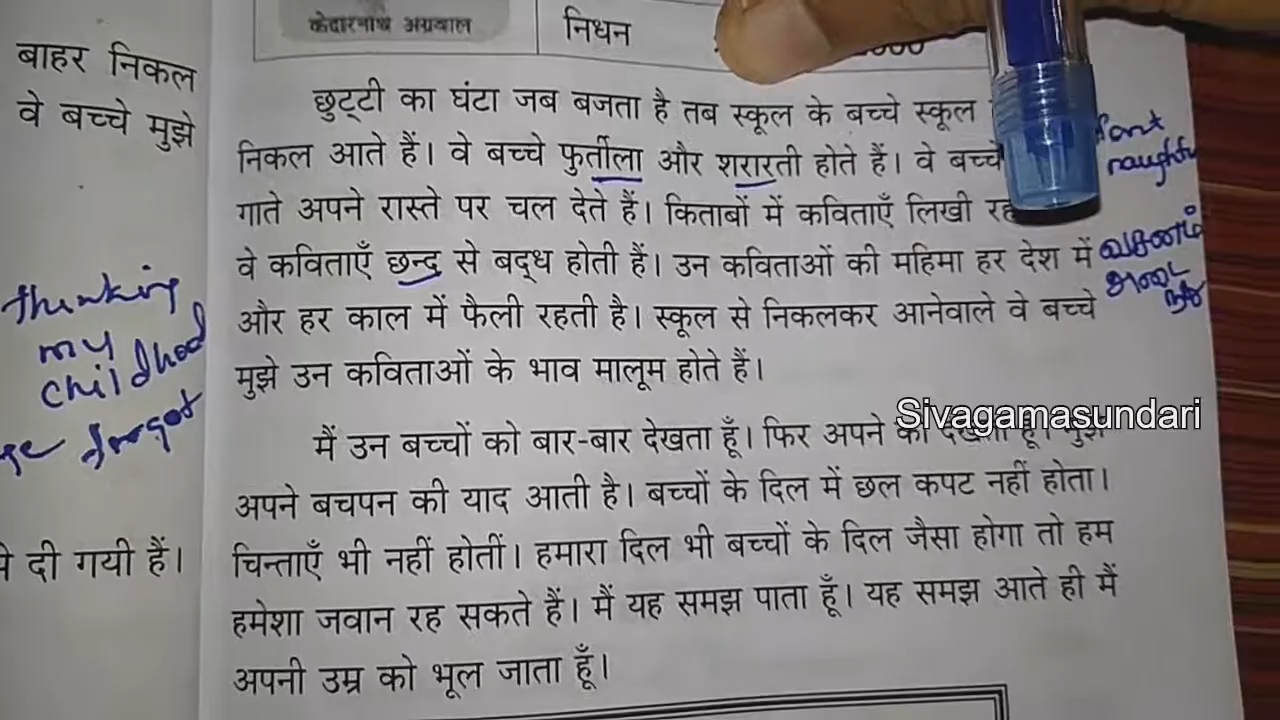 बाहर निकल
वे बच्चे मुझे
thinking
my
childhood
forgot
दी गयी हैं।
केदारनाथ अग्रवाल
निधन
छुट्टी का घंटा जब बजता है तब स्कूल के बच्चे स्कूल
निकल आते हैं। वे बच्चे फुर्तीला और शरारती होते हैं। वे बच्चे
गाते अपने रास्ते पर चल देते हैं। किताबों में कविताएँ लिखी
वे कविताएँ छन्द से बद्ध होती हैं। उन कविताओं की महिमा हर देश में
और हर काल में फैली रहती है। स्कूल से निकलकर आनेवाले वे बच्चे
मुझे उन कविताओं के भाव मालूम होते हैं।
मैं उन बच्चों को बार-बार देखता हूँ। फिर अपने को देखता हूँ। मुझे
अपने बचपन की याद आती है। बच्चों के दिल में छल कपट नहीं होता।
चिन्ताएँ भी नहीं होतीं। हमारा दिल भी बच्चों के दिल जैसा होगा तो हम
हमेशा जवान रह सकते हैं। मैं यह समझ पाता हूँ। यह समझ आते ही मैं
अपनी उम्र को भूल जाता हूँ।
naughty
Sivagamasundari